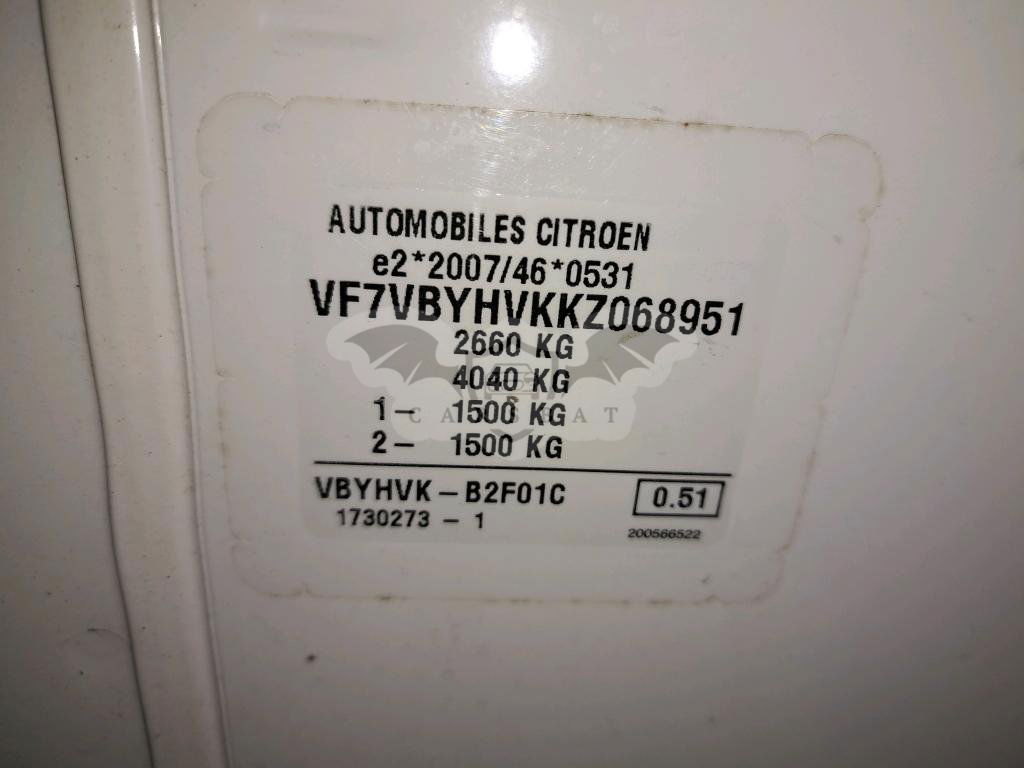 AUTOMOBILES CITROEN
e2*2007/46*0531
VF7VBYHVKKZ068951
2660 KG
4040 KG
1- 1500 KG
2- 1500 KG
VBYHVK-B2F01C 0.51
1730273 - 1
200566522